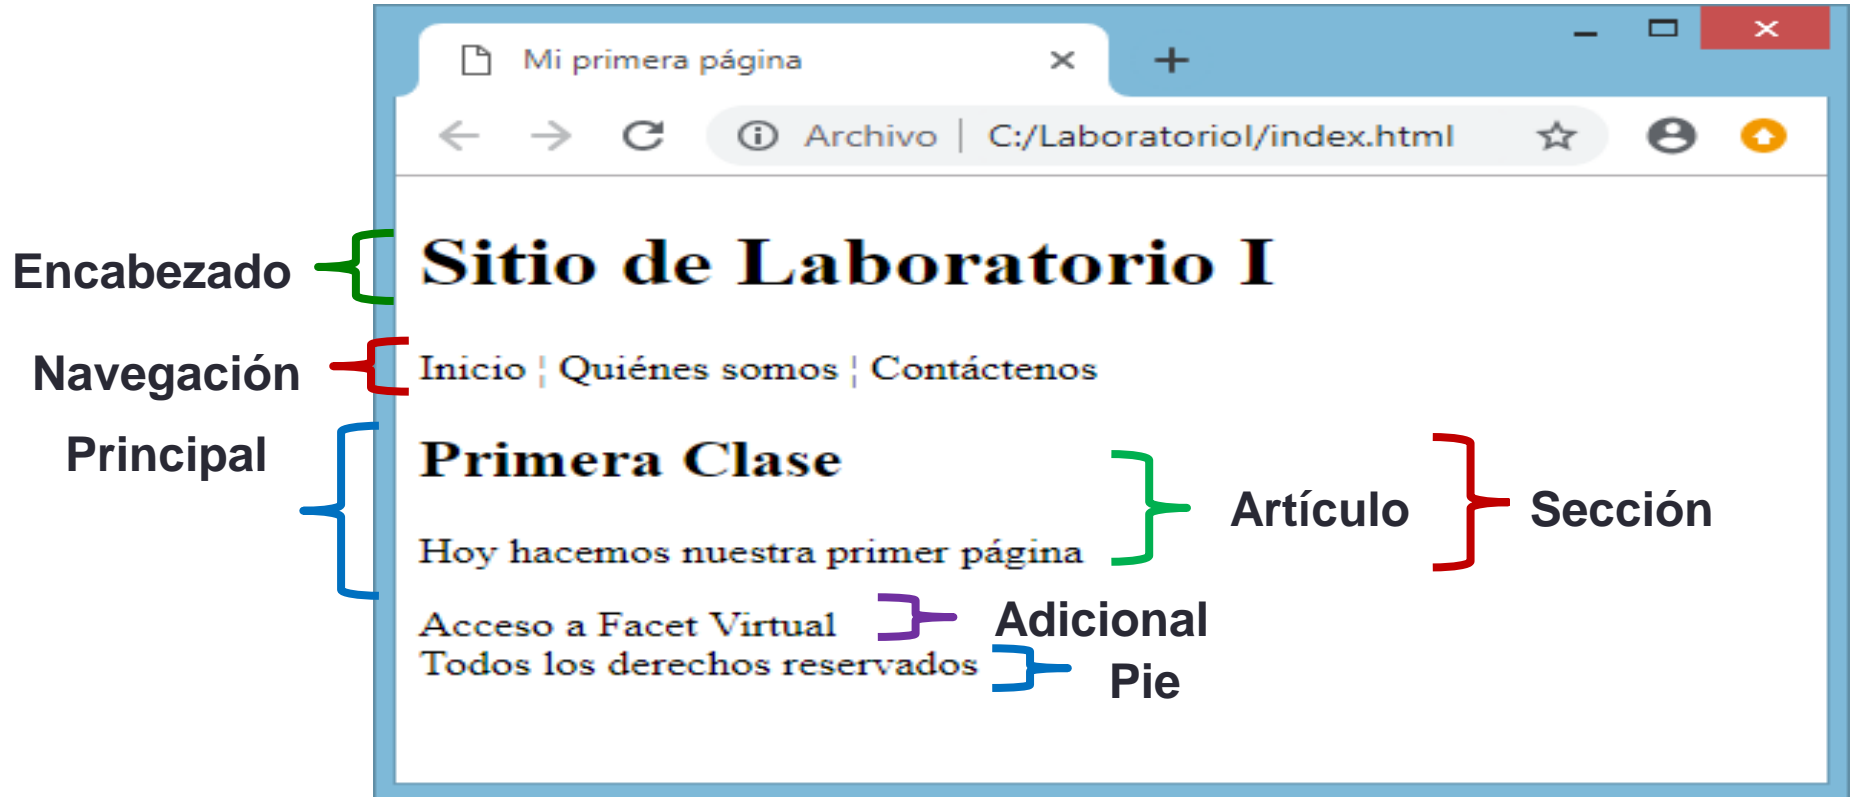 Mi primera página
Archivo | C:/LaboratorioI/index.html
Encabezado
Sitio de Laboratorio I
Navegación
Inicio ¦ Quiénes somos ¦ Contáctenos
Principal
Primera Clase
Artículo
Sección
Hoy hacemos nuestra primer página
Acceso a Facet Virtual
Adicional
Todos los derechos reservados
Pie